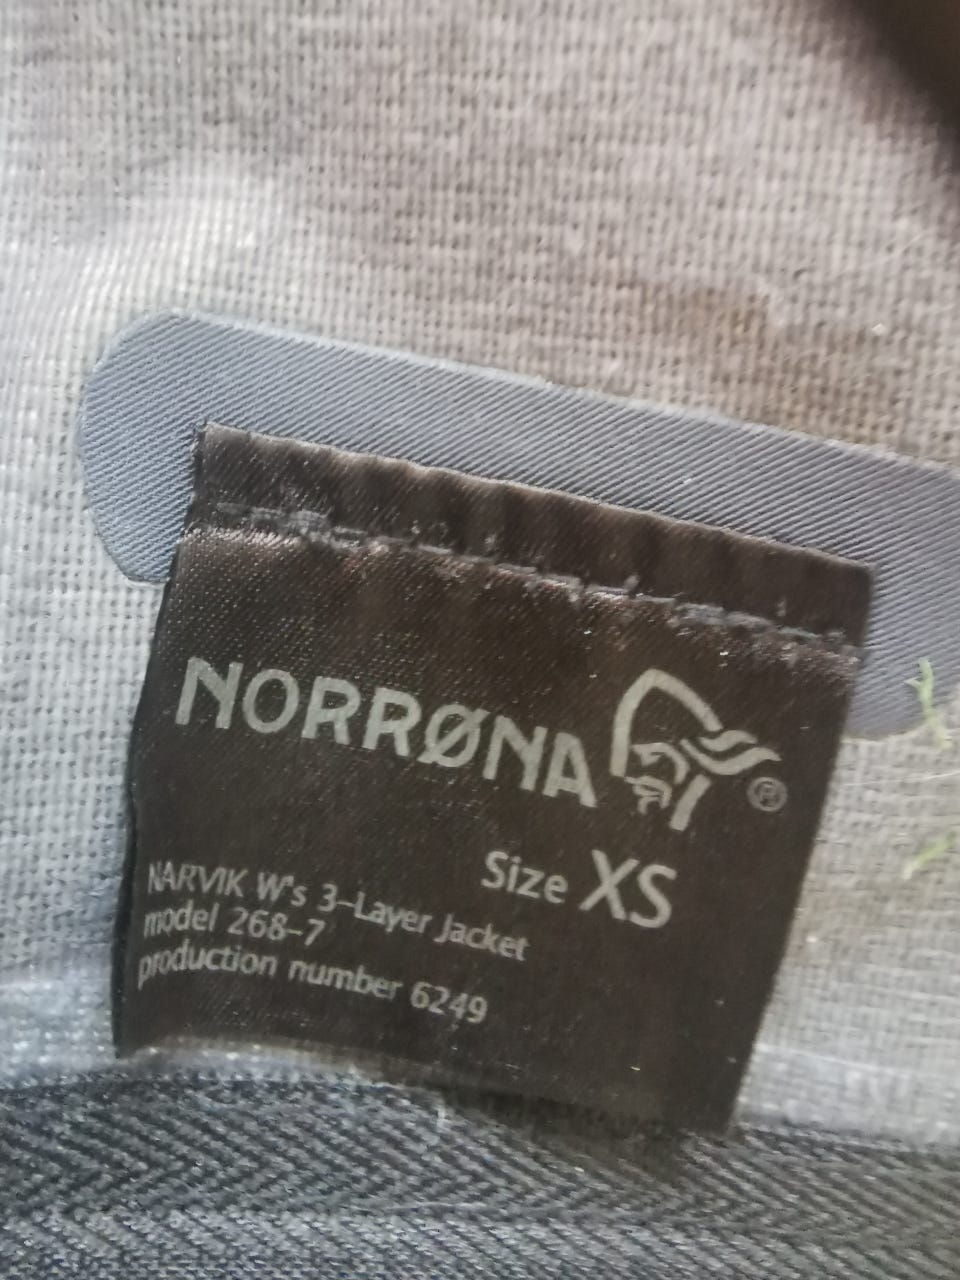 NORRØNA ®
Size XS
NARVIK W's 3-Layer Jacket
model 268-7
production number 6249